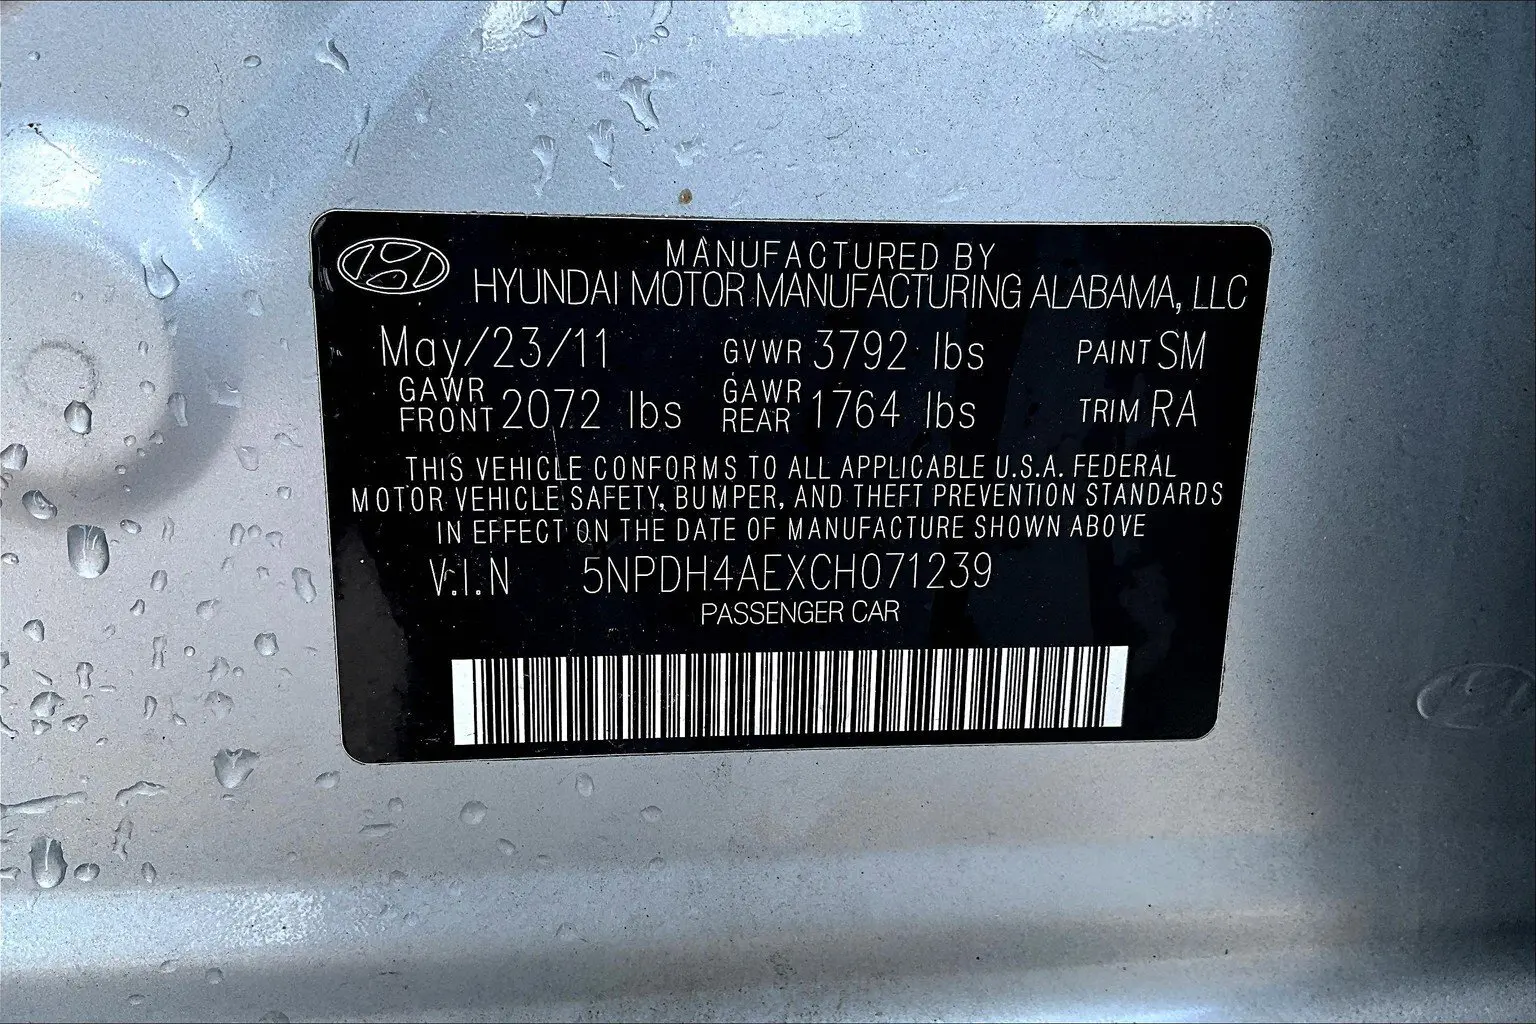 MANUFACTURED BY
HYUNDAI MOTOR MANUFACTURING ALABAMA, LLC
May/23/11 GVWR 3792 lbs PAINT SM
GAWR FRONT 2072 lbs GAWR REAR 1764 lbs TRIM RA
THIS VEHICLE CONFORMS TO ALL APPLICABLE U.S.A. FEDERAL
MOTOR VEHICLE SAFETY, BUMPER, AND THEFT PREVENTION STANDARDS
IN EFFECT ON THE DATE OF MANUFACTURE SHOWN ABOVE
V.I.N 5NPDH4AEXCH071239
PASSENGER CAR